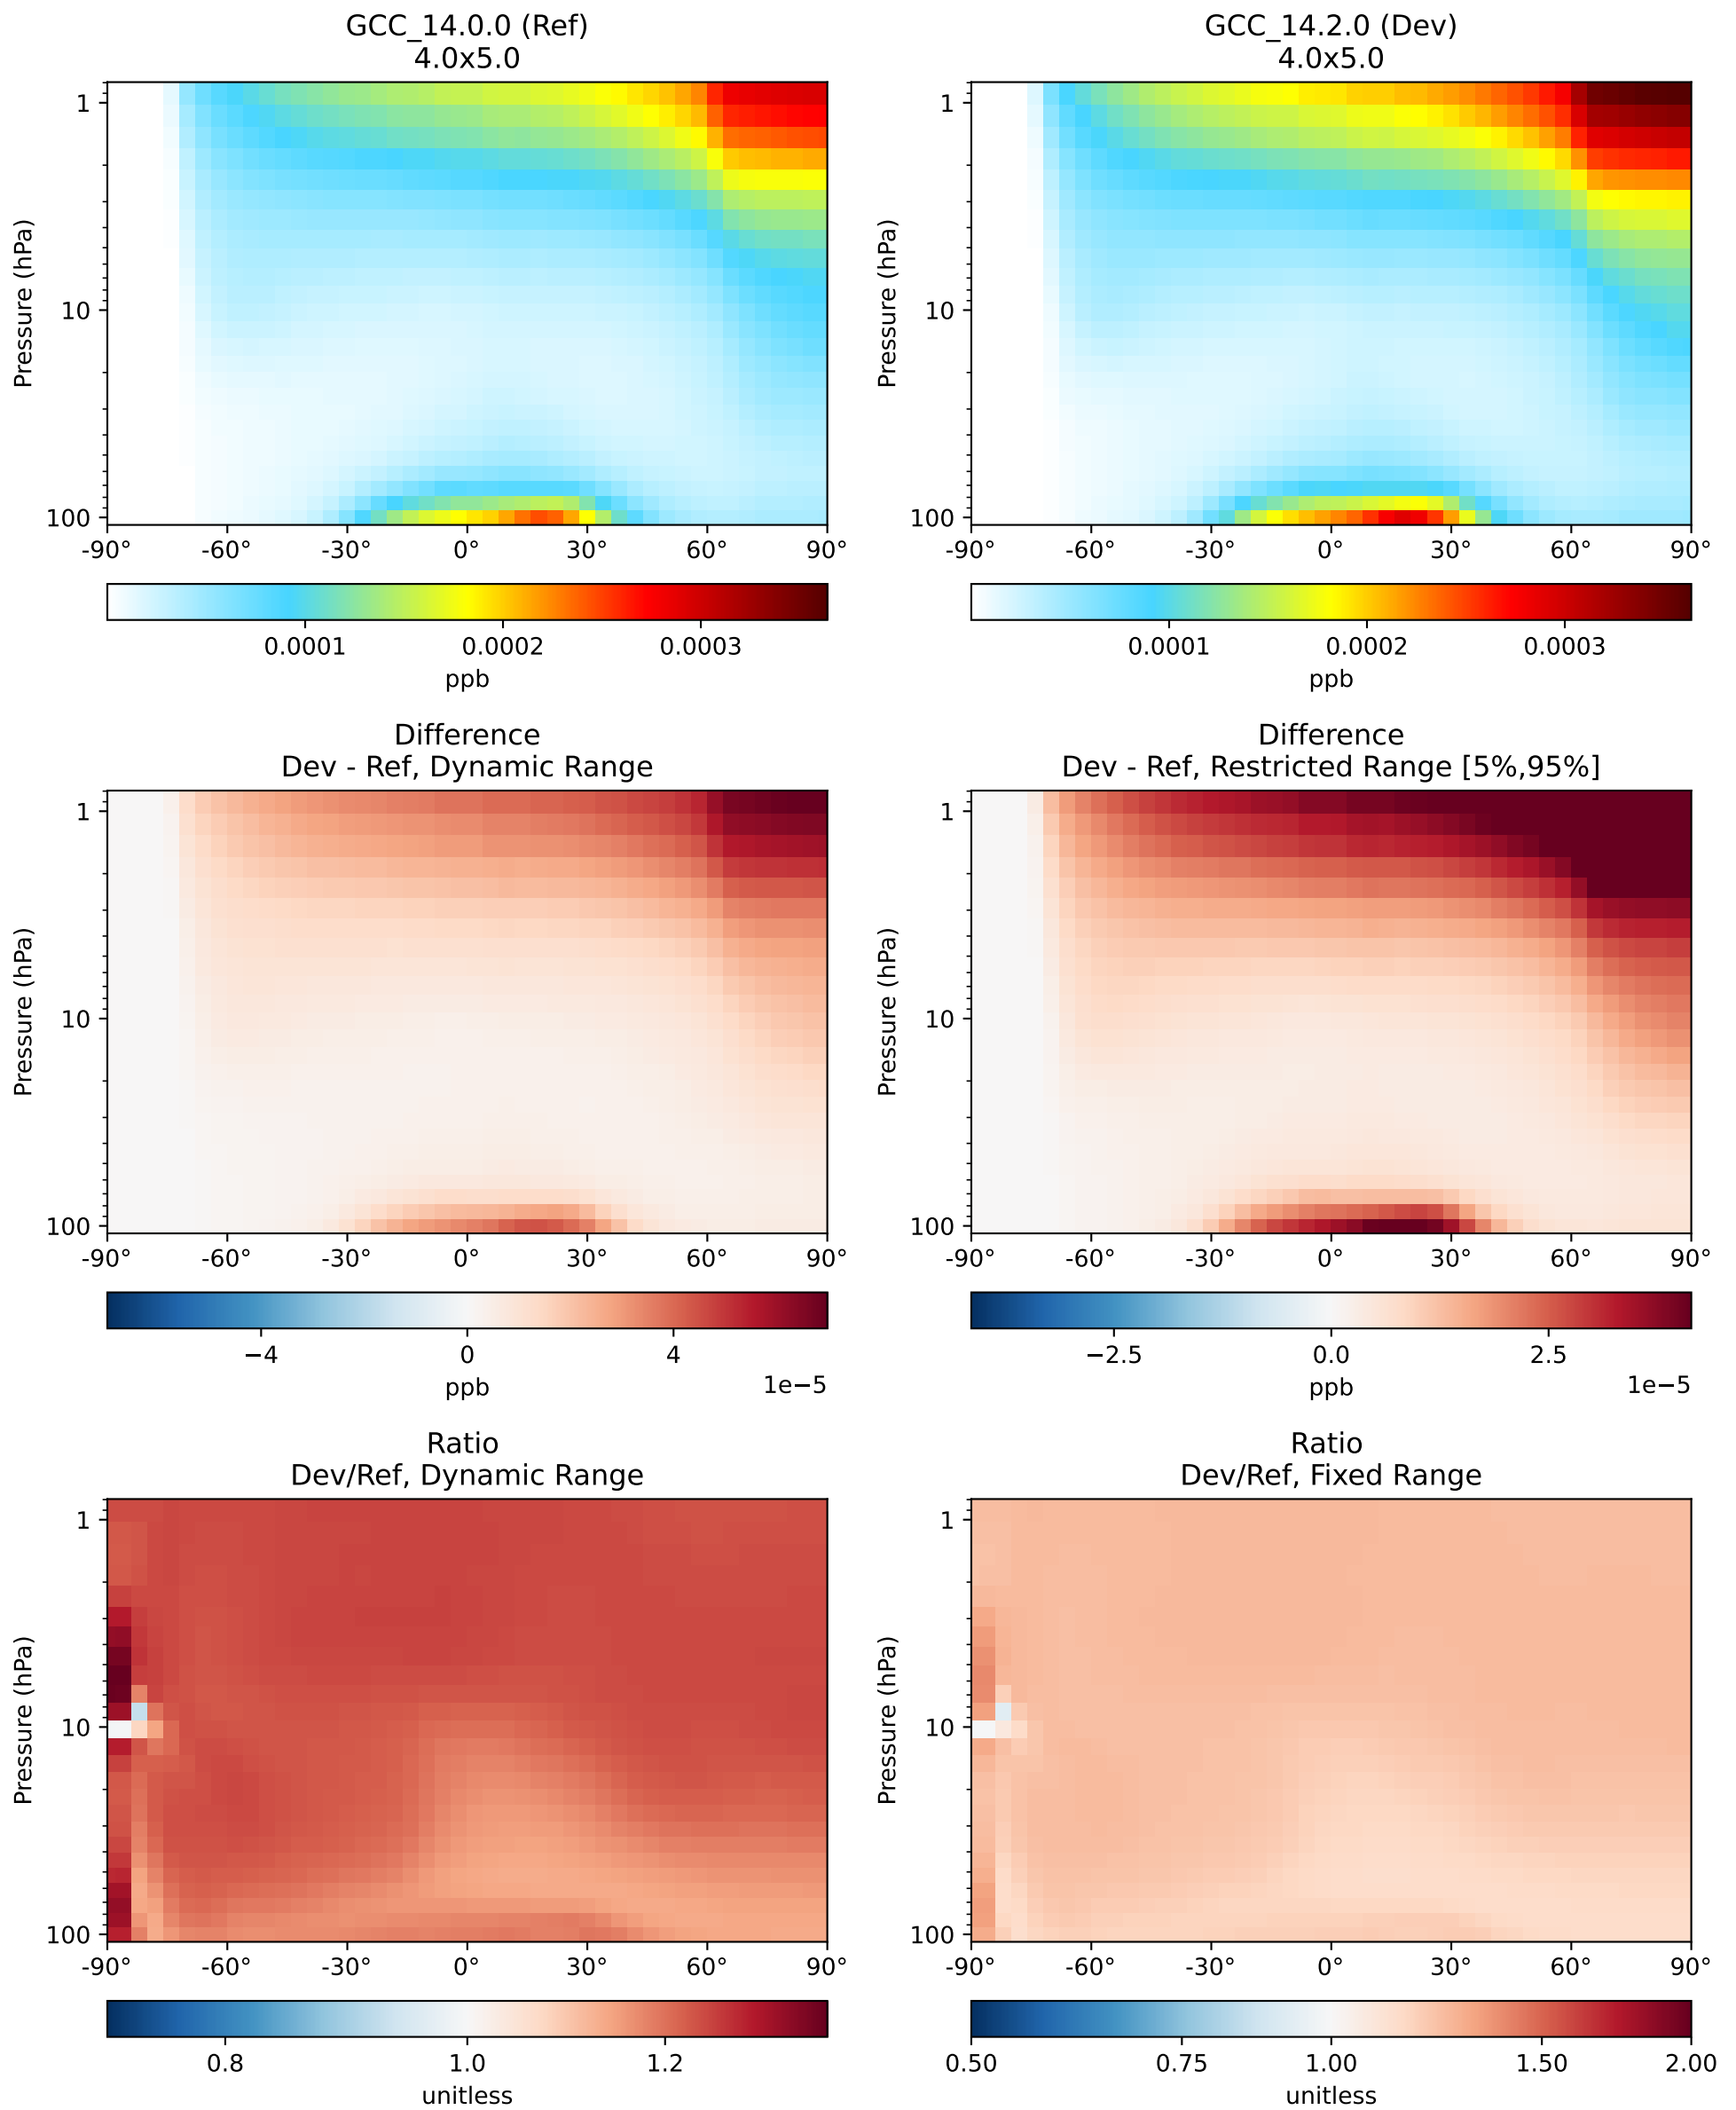 GCC_14.0.0 (Ref)
4.0x5.0
Pressure (hPa)
1
10
100
-90° -60° -30° 0° 30° 60° 90°
0.0001 0.0002 0.0003
ppb
GCC_14.2.0 (Dev)
4.0x5.0
Pressure (hPa)
1
10
100
-90° -60° -30° 0° 30° 60° 90°
0.0001 0.0002 0.0003
ppb
Difference
Dev - Ref, Dynamic Range
Pressure (hPa)
1
10
100
-90° -60° -30° 0° 30° 60° 90°
−4 0 4
ppb
1e−5
Difference
Dev - Ref, Restricted Range [5%,95%]
Pressure (hPa)
1
10
100
-90° -60° -30° 0° 30° 60° 90°
−2.5 0.0 2.5
ppb
1e−5
Ratio
Dev/Ref, Dynamic Range
Pressure (hPa)
1
10
100
-90° -60° -30° 0° 30° 60° 90°
0.8 1.0 1.2
unitless
Ratio
Dev/Ref, Fixed Range
Pressure (hPa)
1
10
100
-90° -60° -30° 0° 30° 60° 90°
0.50 0.75 1.00 1.50 2.00
unitless